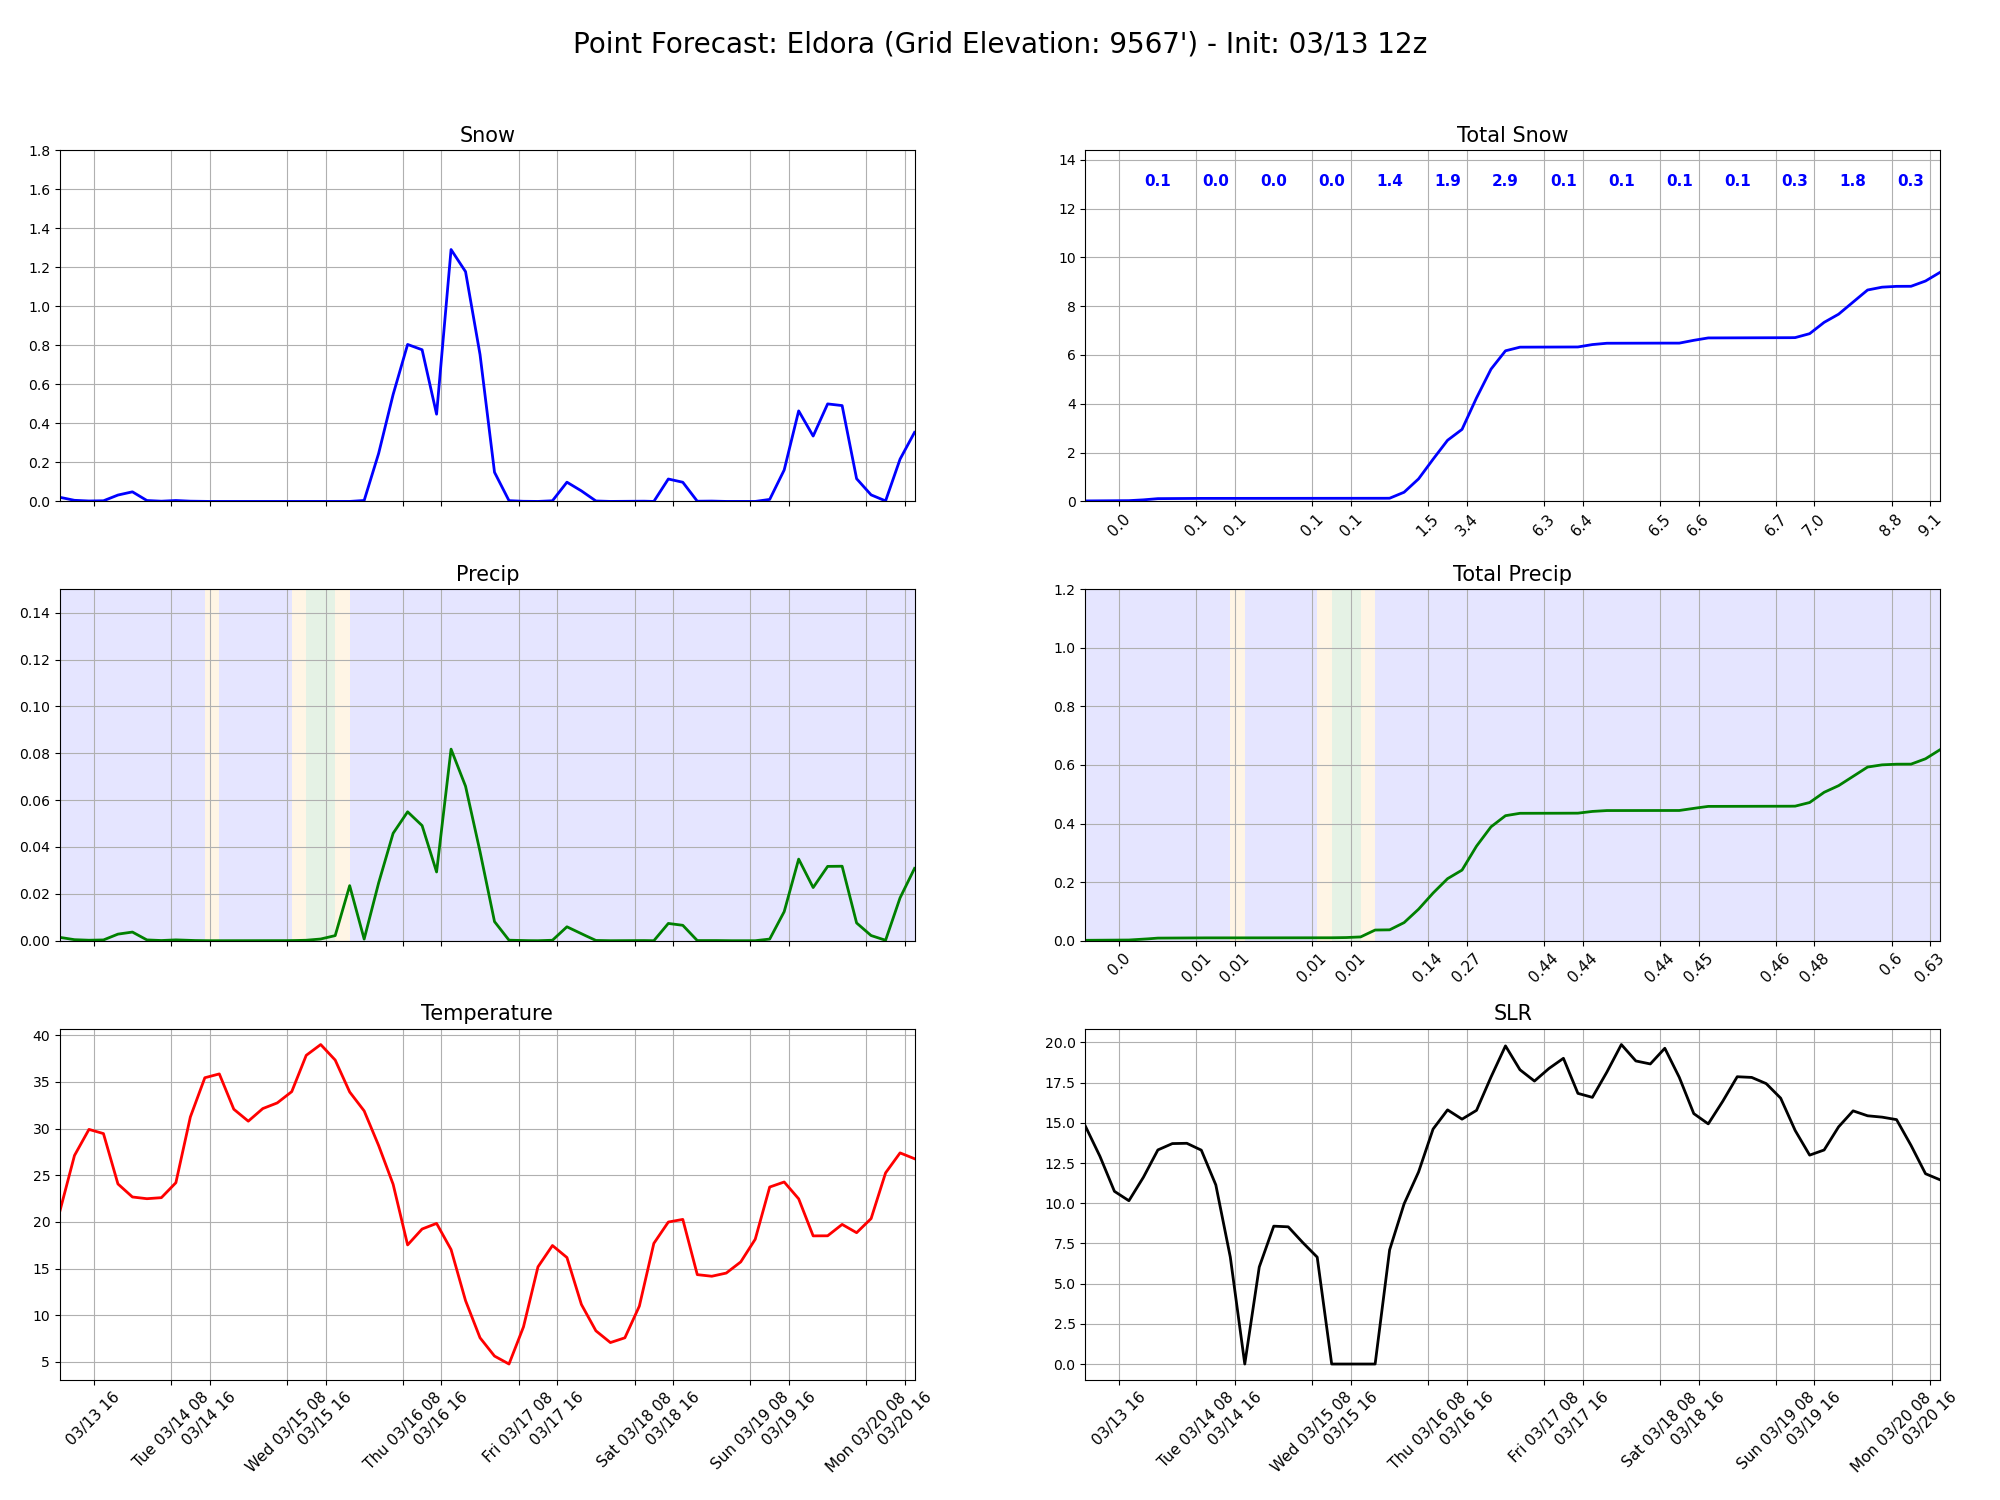 Point Forecast: Eldora (Grid Elevation: 9567') - Init: 03/13 12z
Snow
1.8
1.6
1.4
1.2
1.0
0.8
0.6
0.4
0.2
0.0
Total Snow
14
12
10
8
6
4
2
0
0.1 0.0 0.0 0.0 1.4 1.9 2.9 0.1 0.1 0.1 0.1 0.3 1.8 0.3
0.0 0.1 0.1 0.1 0.1 1.5 3.4 6.3 6.4 6.5 6.6 6.7 7.0 8.8 9.1
Precip
0.14
0.12
0.10
0.08
0.06
0.04
0.02
0.00
Total Precip
1.2
1.0
0.8
0.6
0.4
0.2
0.0
0.0 0.01 0.01 0.01 0.01 0.14 0.27 0.44 0.44 0.44 0.45 0.46 0.48 0.6 0.63
Temperature
40
35
30
25
20
15
10
5
03/13 16
Tue 03/14 08
03/14 16
Wed 03/15 08
03/15 16
Thu 03/16 08
03/16 16
Fri 03/17 08
03/17 16
Sat 03/18 08
03/18 16
Sun 03/19 08
03/19 16
Mon 03/20 08
03/20 16
SLR
20.0
17.5
15.0
12.5
10.0
7.5
5.0
2.5
0.0
03/13 16
Tue 03/14 08
03/14 16
Wed 03/15 08
03/15 16
Thu 03/16 08
03/16 16
Fri 03/17 08
03/17 16
Sat 03/18 08
03/18 16
Sun 03/19 08
03/19 16
Mon 03/20 08
03/20 16